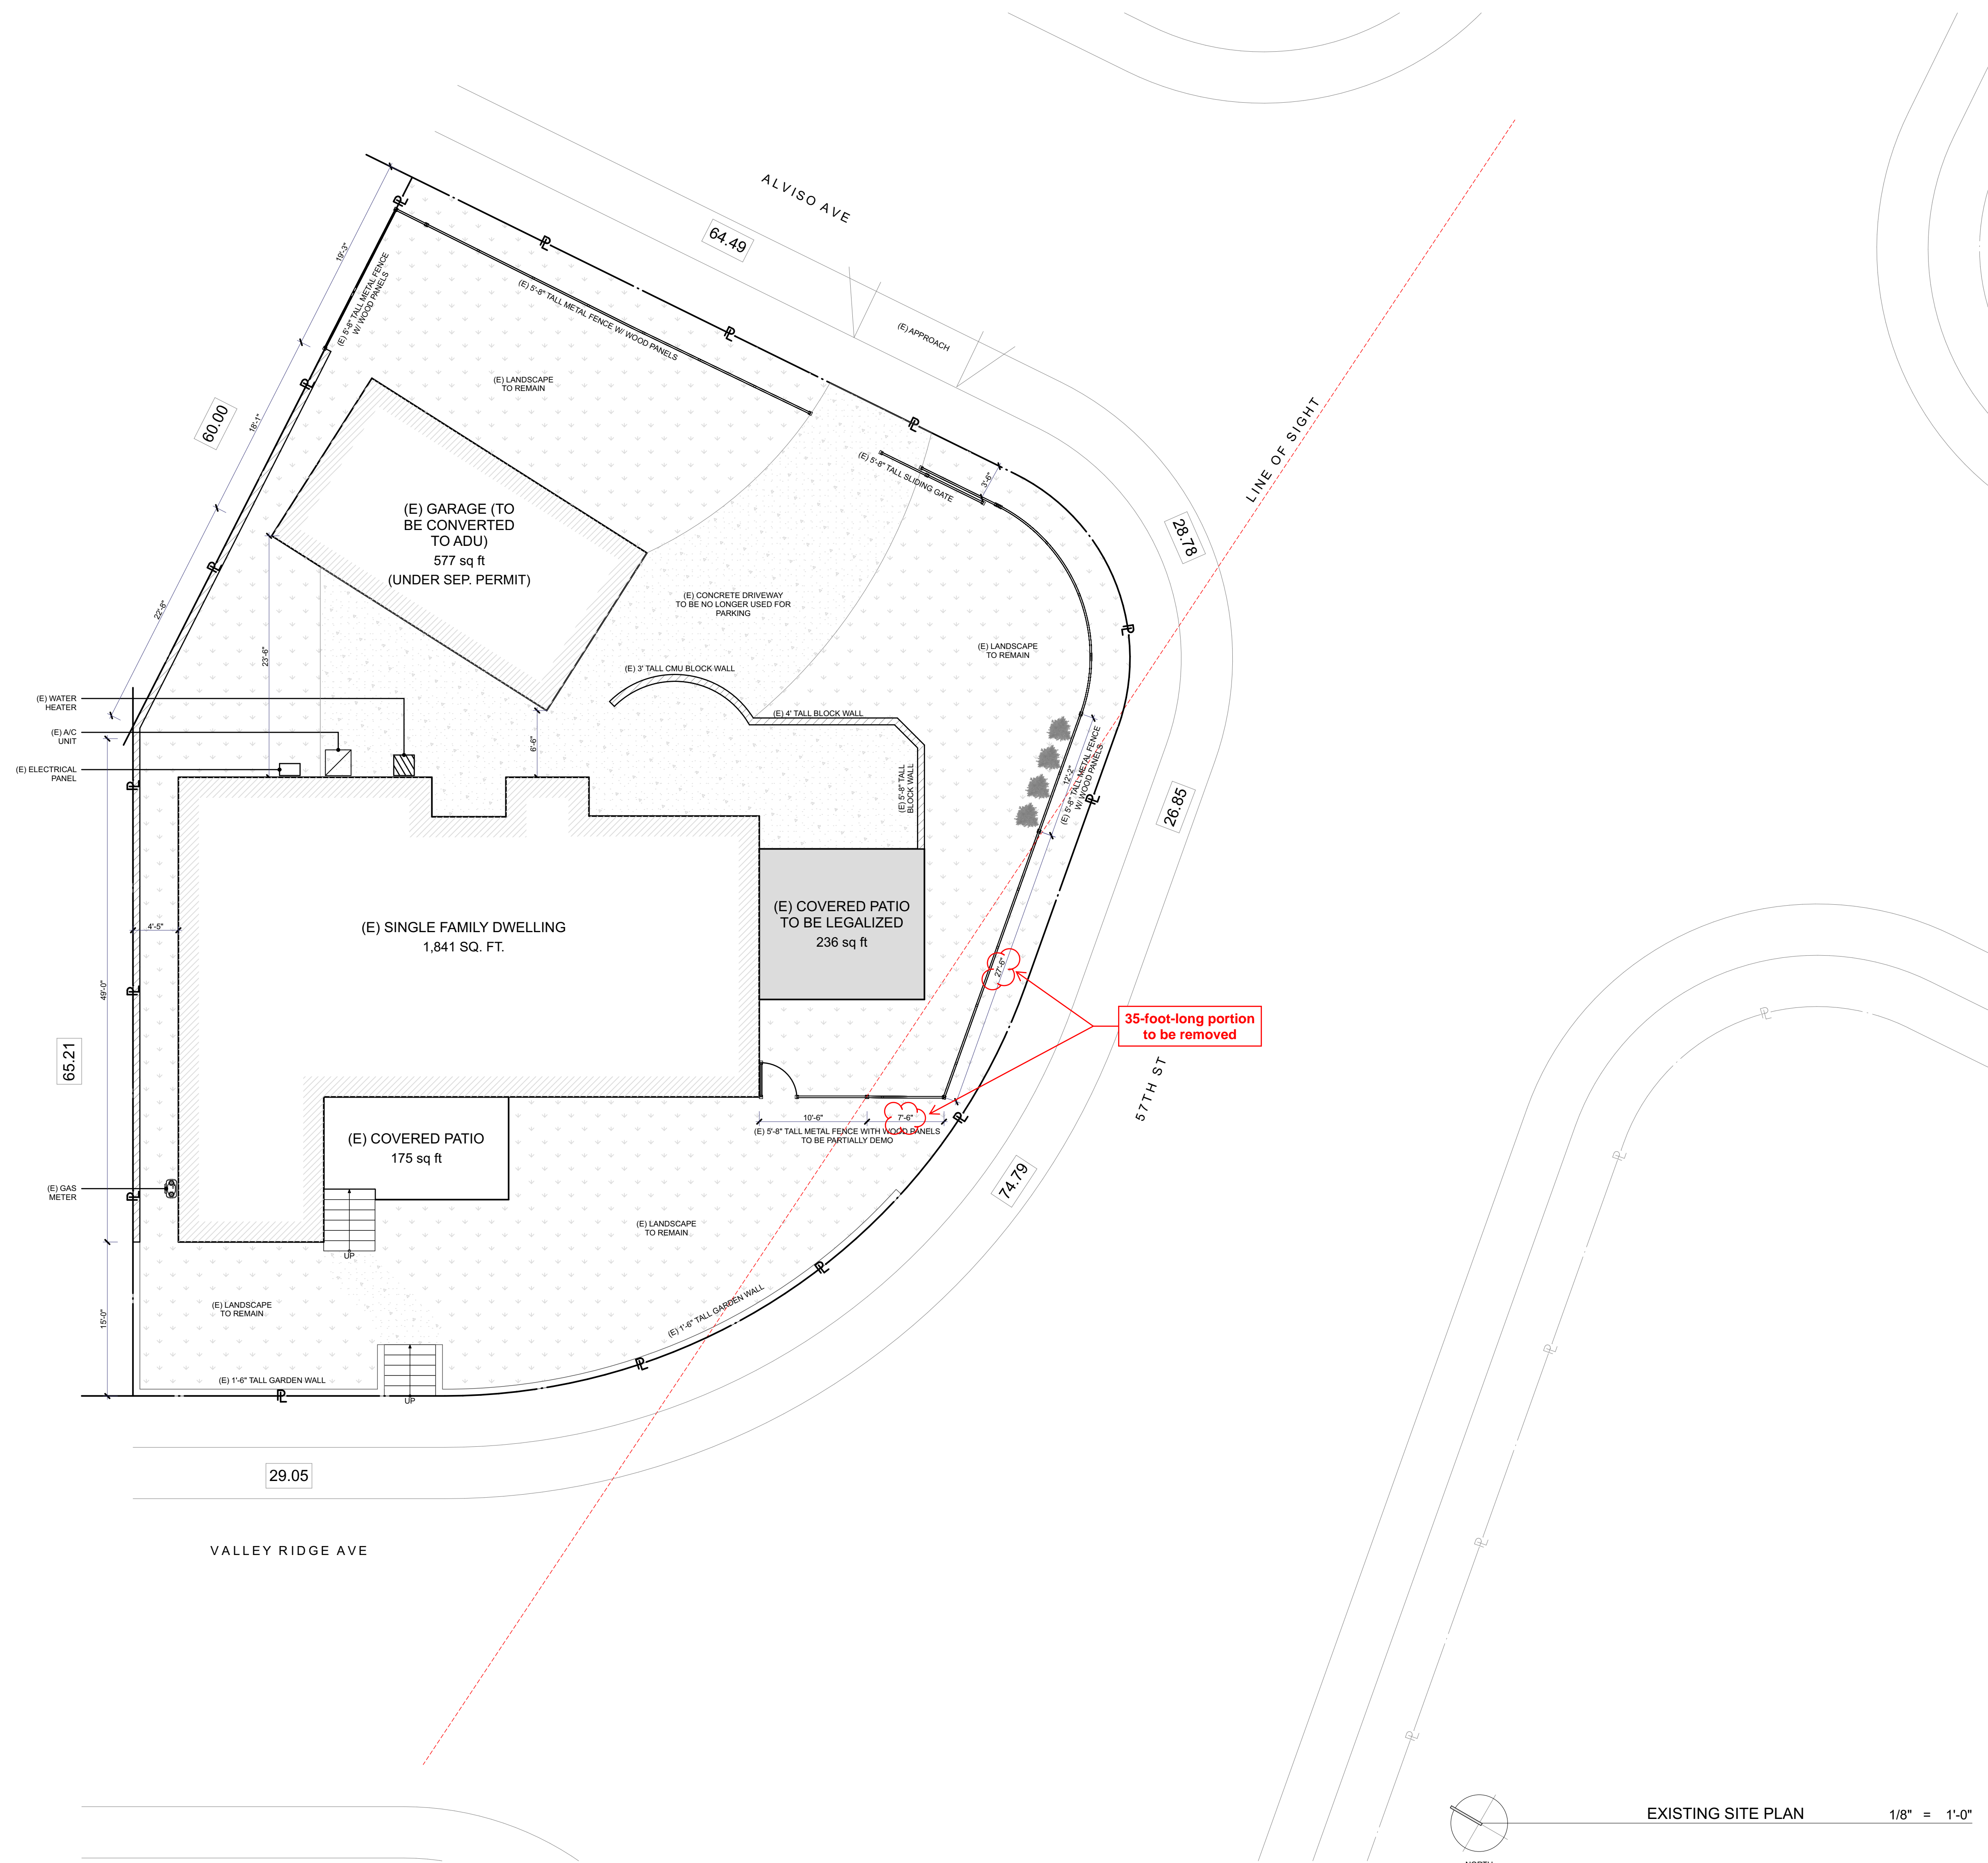 ALVISO AVE
64.49
19'-3"
(E) 5'-8" TALL METAL FENCE
W/ WOOD PANELS
(E) 5'-8" TALL METAL FENCE W/ WOOD PANELS
(E) APPROACH
(E) LANDSCAPE
TO REMAIN
60.00
18'-1"
LINE OF SIGHT
(E) 5'-8" TALL SLIDING GATE
3'-6"
28.78
(E) GARAGE (TO
BE CONVERTED
TO ADU)
577 sq ft
(UNDER SEP. PERMIT)
22'-8"
23'-6"
(E) CONCRETE DRIVEWAY
TO BE NO LONGER USED FOR
PARKING
(E) LANDSCAPE
TO REMAIN
(E) 3' TALL CMU BLOCK WALL
(E) 4' TALL BLOCK WALL
(E) WATER
HEATER
(E) A/C
UNIT
(E) ELECTRICAL
PANEL
6'-6"
(E) 5'-8" TALL
BLOCK WALL
12'-2"
(E) 5'-8" TALL METAL FENCE
W/ WOOD PANELS
26.85
(E) COVERED PATIO
TO BE LEGALIZED
236 sq ft
(E) SINGLE FAMILY DWELLING
1,841 SQ. FT.
4'-5"
49'-0"
27'-6"
35-foot-long portion
to be removed
65.21
57TH ST
10'-6"
7'-6"
(E) 5'-8" TALL METAL FENCE WITH WOOD PANELS
TO BE PARTIALLY DEMO
(E) COVERED PATIO
175 sq ft
(E) GAS
METER
74.79
(E) LANDSCAPE
TO REMAIN
UP
(E) LANDSCAPE
TO REMAIN
15'-0"
(E) 1'-6" TALL GARDEN WALL
(E) 1'-6" TALL GARDEN WALL
UP
29.05
VALLEY RIDGE AVE
EXISTING SITE PLAN
1/8" = 1'-0"